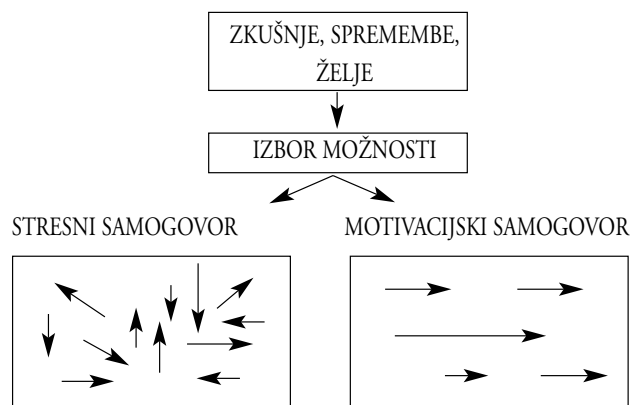 ZKUŠNJE, SPREMEMBE,
ŽELJE
IZBOR MOŽNOSTI
STRESNI SAMOGOVOR
MOTIVACIJSKI SAMOGOVOR